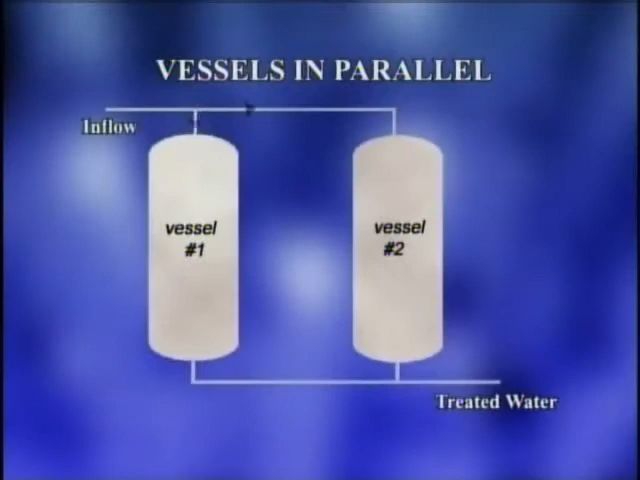 VESSELS IN PARALLEL
Inflow
vessel
#1
vessel
#2
Treated Water